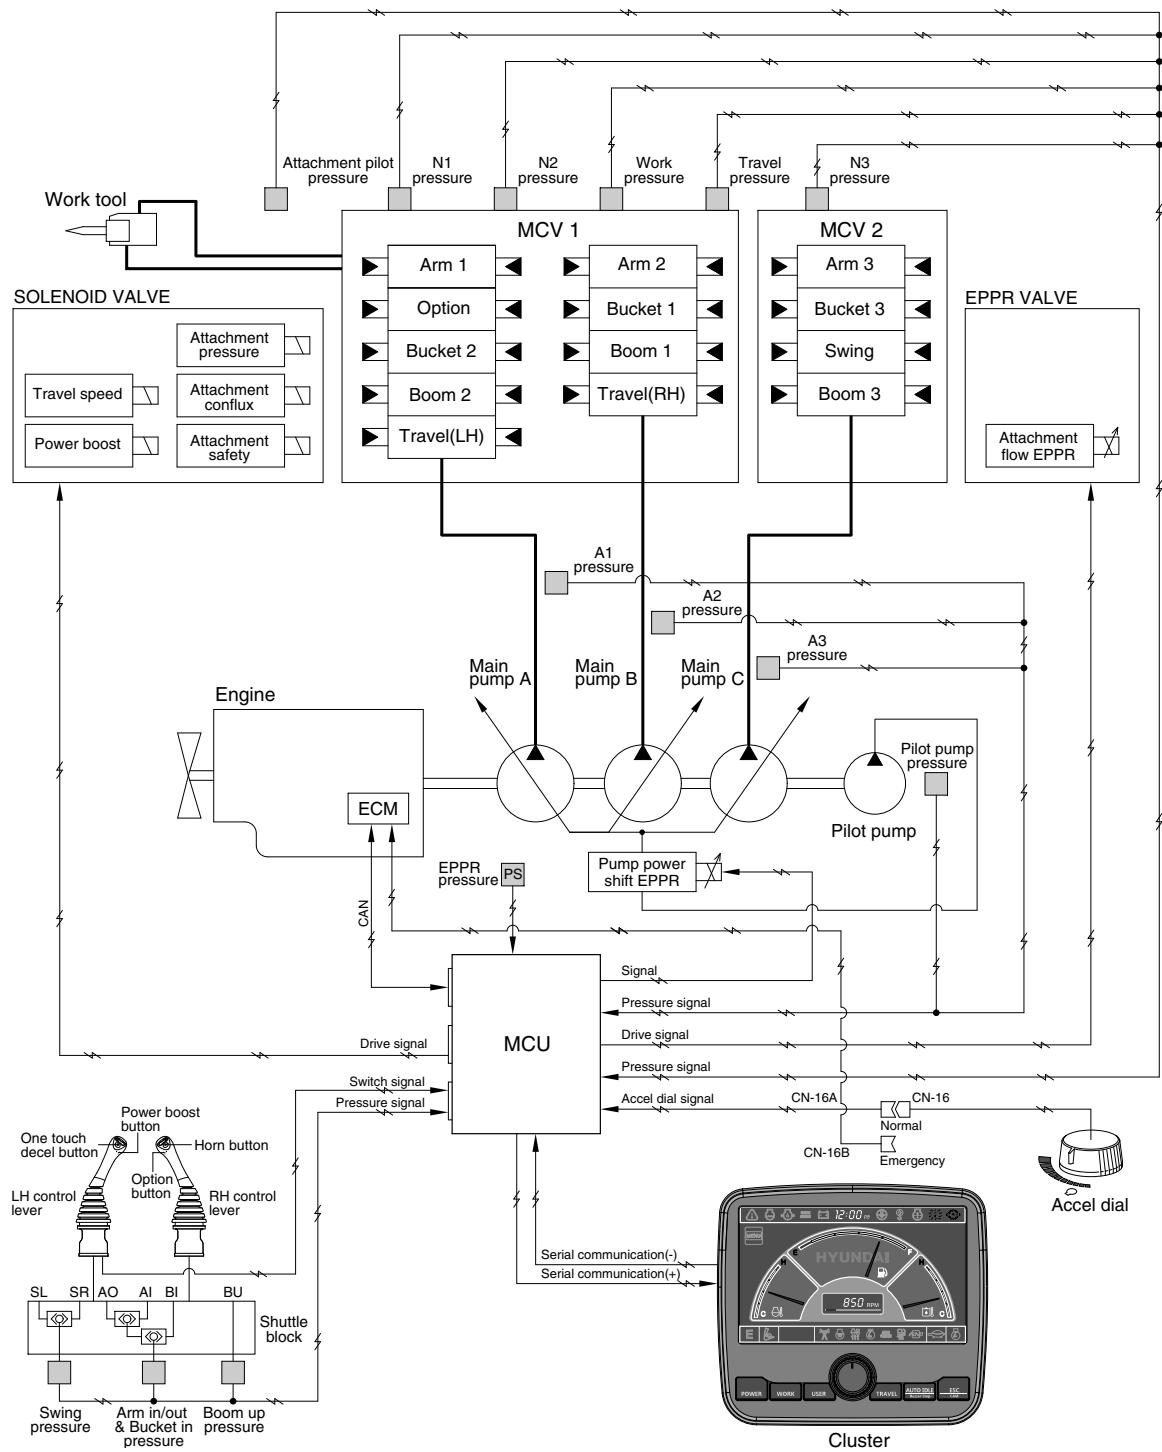 Attachment pilot
pressure
N1
pressure
N2
pressure
Work
pressure
Travel
pressure
N3
pressure
Work tool
MCV 1
MCV 2
Arm 1
Option
Bucket 2
Boom 2
Travel(LH)
Arm 2
Bucket 1
Boom 1
Travel(RH)
Arm 3
Bucket 3
Swing
Boom 3
SOLENOID VALVE
Attachment
pressure
Travel speed
Attachment
conflux
Power boost
Attachment
safety
EPPR VALVE
Attachment
flow EPPR
A1
pressure
A2
pressure
A3
pressure
Main
pump A
Main
pump B
Main
pump C
Engine
ECM
Pilot pump
pressure
Pilot pump
EPPR
pressure
PS
Pump power
shift EPPR
CAN
MCU
Signal
Pressure signal
Drive signal
Pressure signal
Accel dial signal
Drive signal
Switch signal
Pressure signal
CN-16A
CN-16
Normal
CN-16B
Emergency
Accel dial
Power boost
button
One touch
decel button
Horn button
Option
button
LH control
lever
RH control
lever
SL
SR
AO
AI
BI
BU
Shuttle
block
Swing
pressure
Arm in/out
& Bucket in
pressure
Boom up
pressure
Serial communication(-)
Serial communication(+)
12:00
MENU
HYUNDAI
E
F
H
C
H
C
850 RPM
E
POWER
WORK
USER
TRAVEL
AUTO IDLE
ESC
Cluster